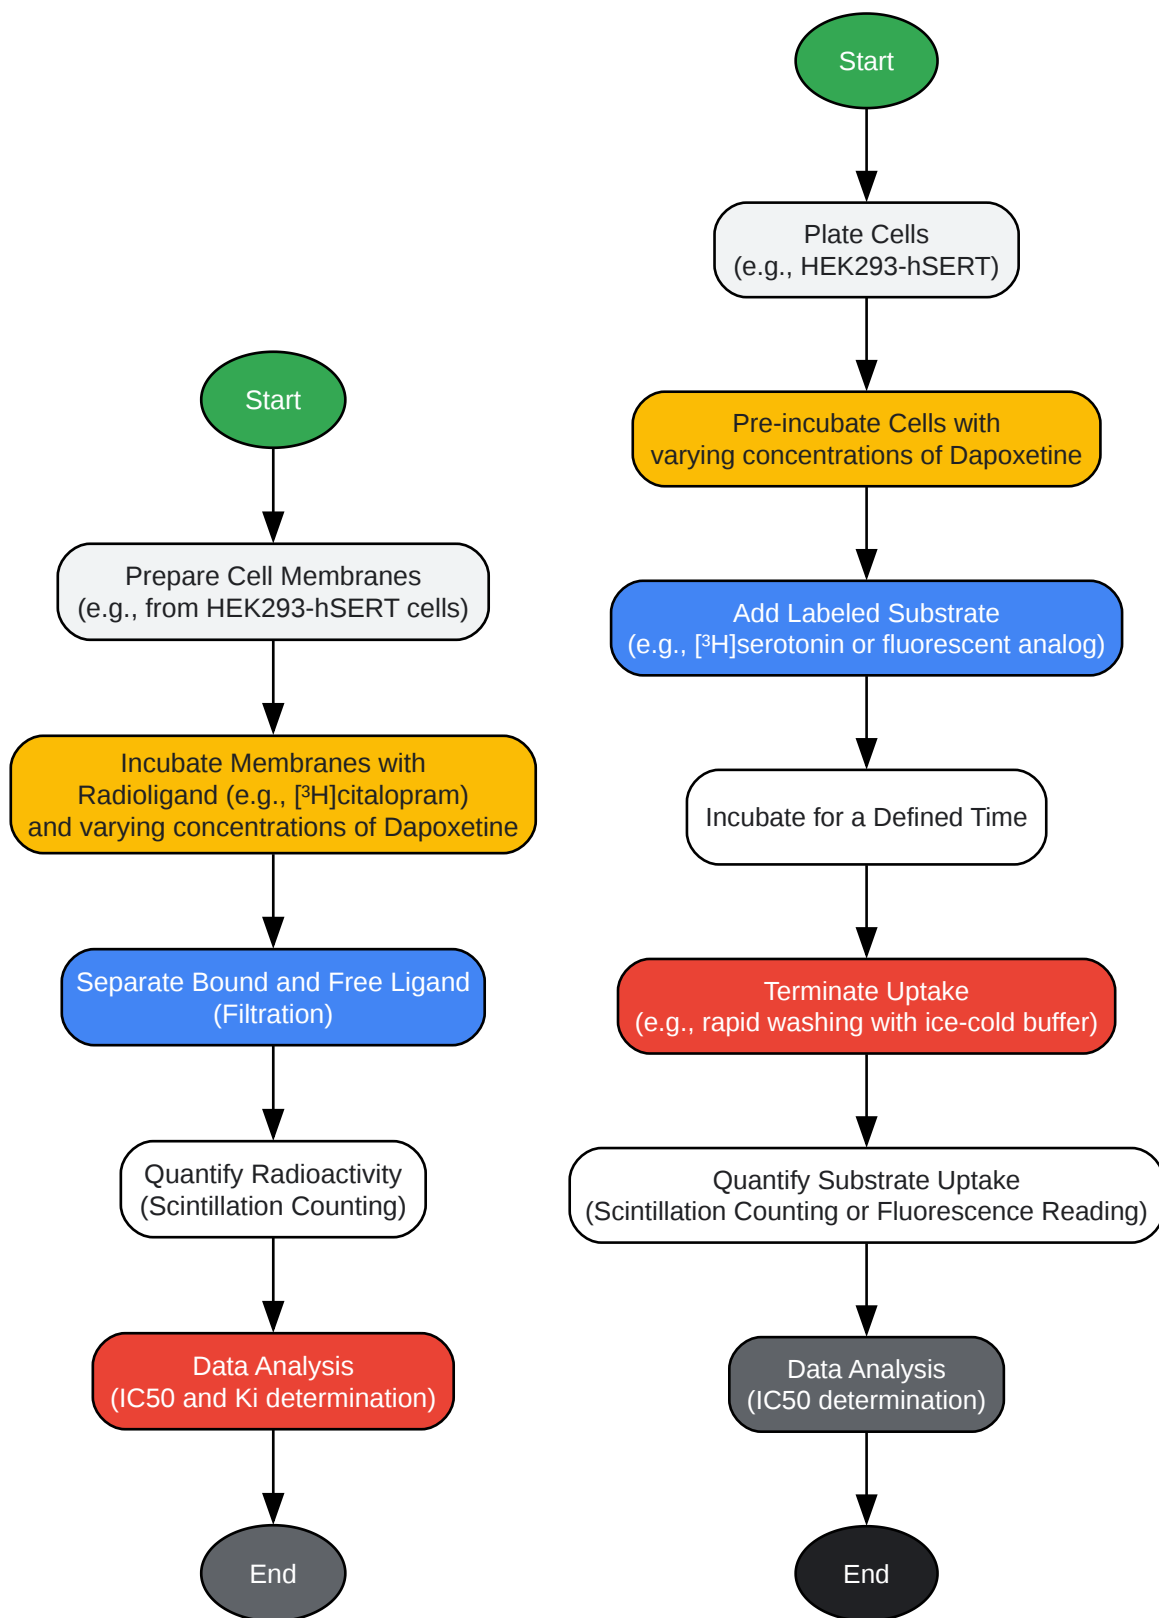 Start
Prepare Cell Membranes
(e.g., from HEK293-hSERT cells)
Incubate Membranes with
Radioligand (e.g., [³H]citalopram)
and varying concentrations of Dapoxetine
Separate Bound and Free Ligand
(Filtration)
Quantify Radioactivity
(Scintillation Counting)
Data Analysis
(IC50 and Ki determination)
End
Start
Plate Cells
(e.g., HEK293-hSERT)
Pre-incubate Cells with
varying concentrations of Dapoxetine
Add Labeled Substrate
(e.g., [³H]serotonin or fluorescent analog)
Incubate for a Defined Time
Terminate Uptake
(e.g., rapid washing with ice-cold buffer)
Quantify Substrate Uptake
(Scintillation Counting or Fluorescence Reading)
Data Analysis
(IC50 determination)
End